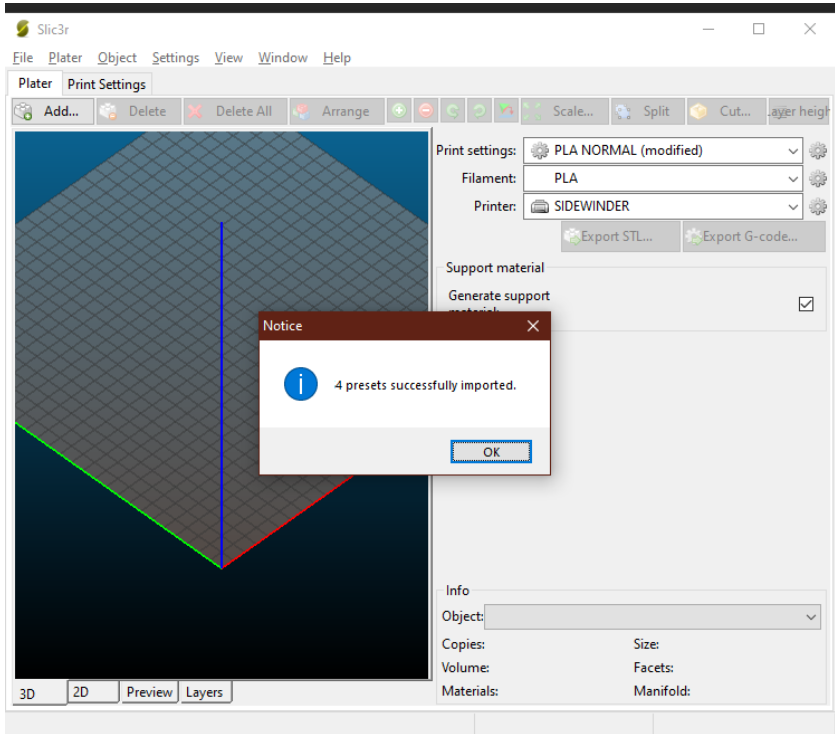 Slic3r
File Plater Object Settings View Window Help
Plater Print Settings
Add... Delete Delete All Arrange Scale... Split Cut...
Print settings: PLA NORMAL (modified)
Filament: PLA
Printer: SIDEWINDER
Export STL... Export G-code...
Support material
Generate support
Notice
4 presets successfully imported.
OK
Info
Object:
Copies: Size:
Volume: Facets:
Materials: Manifold:
3D 2D Preview Layers